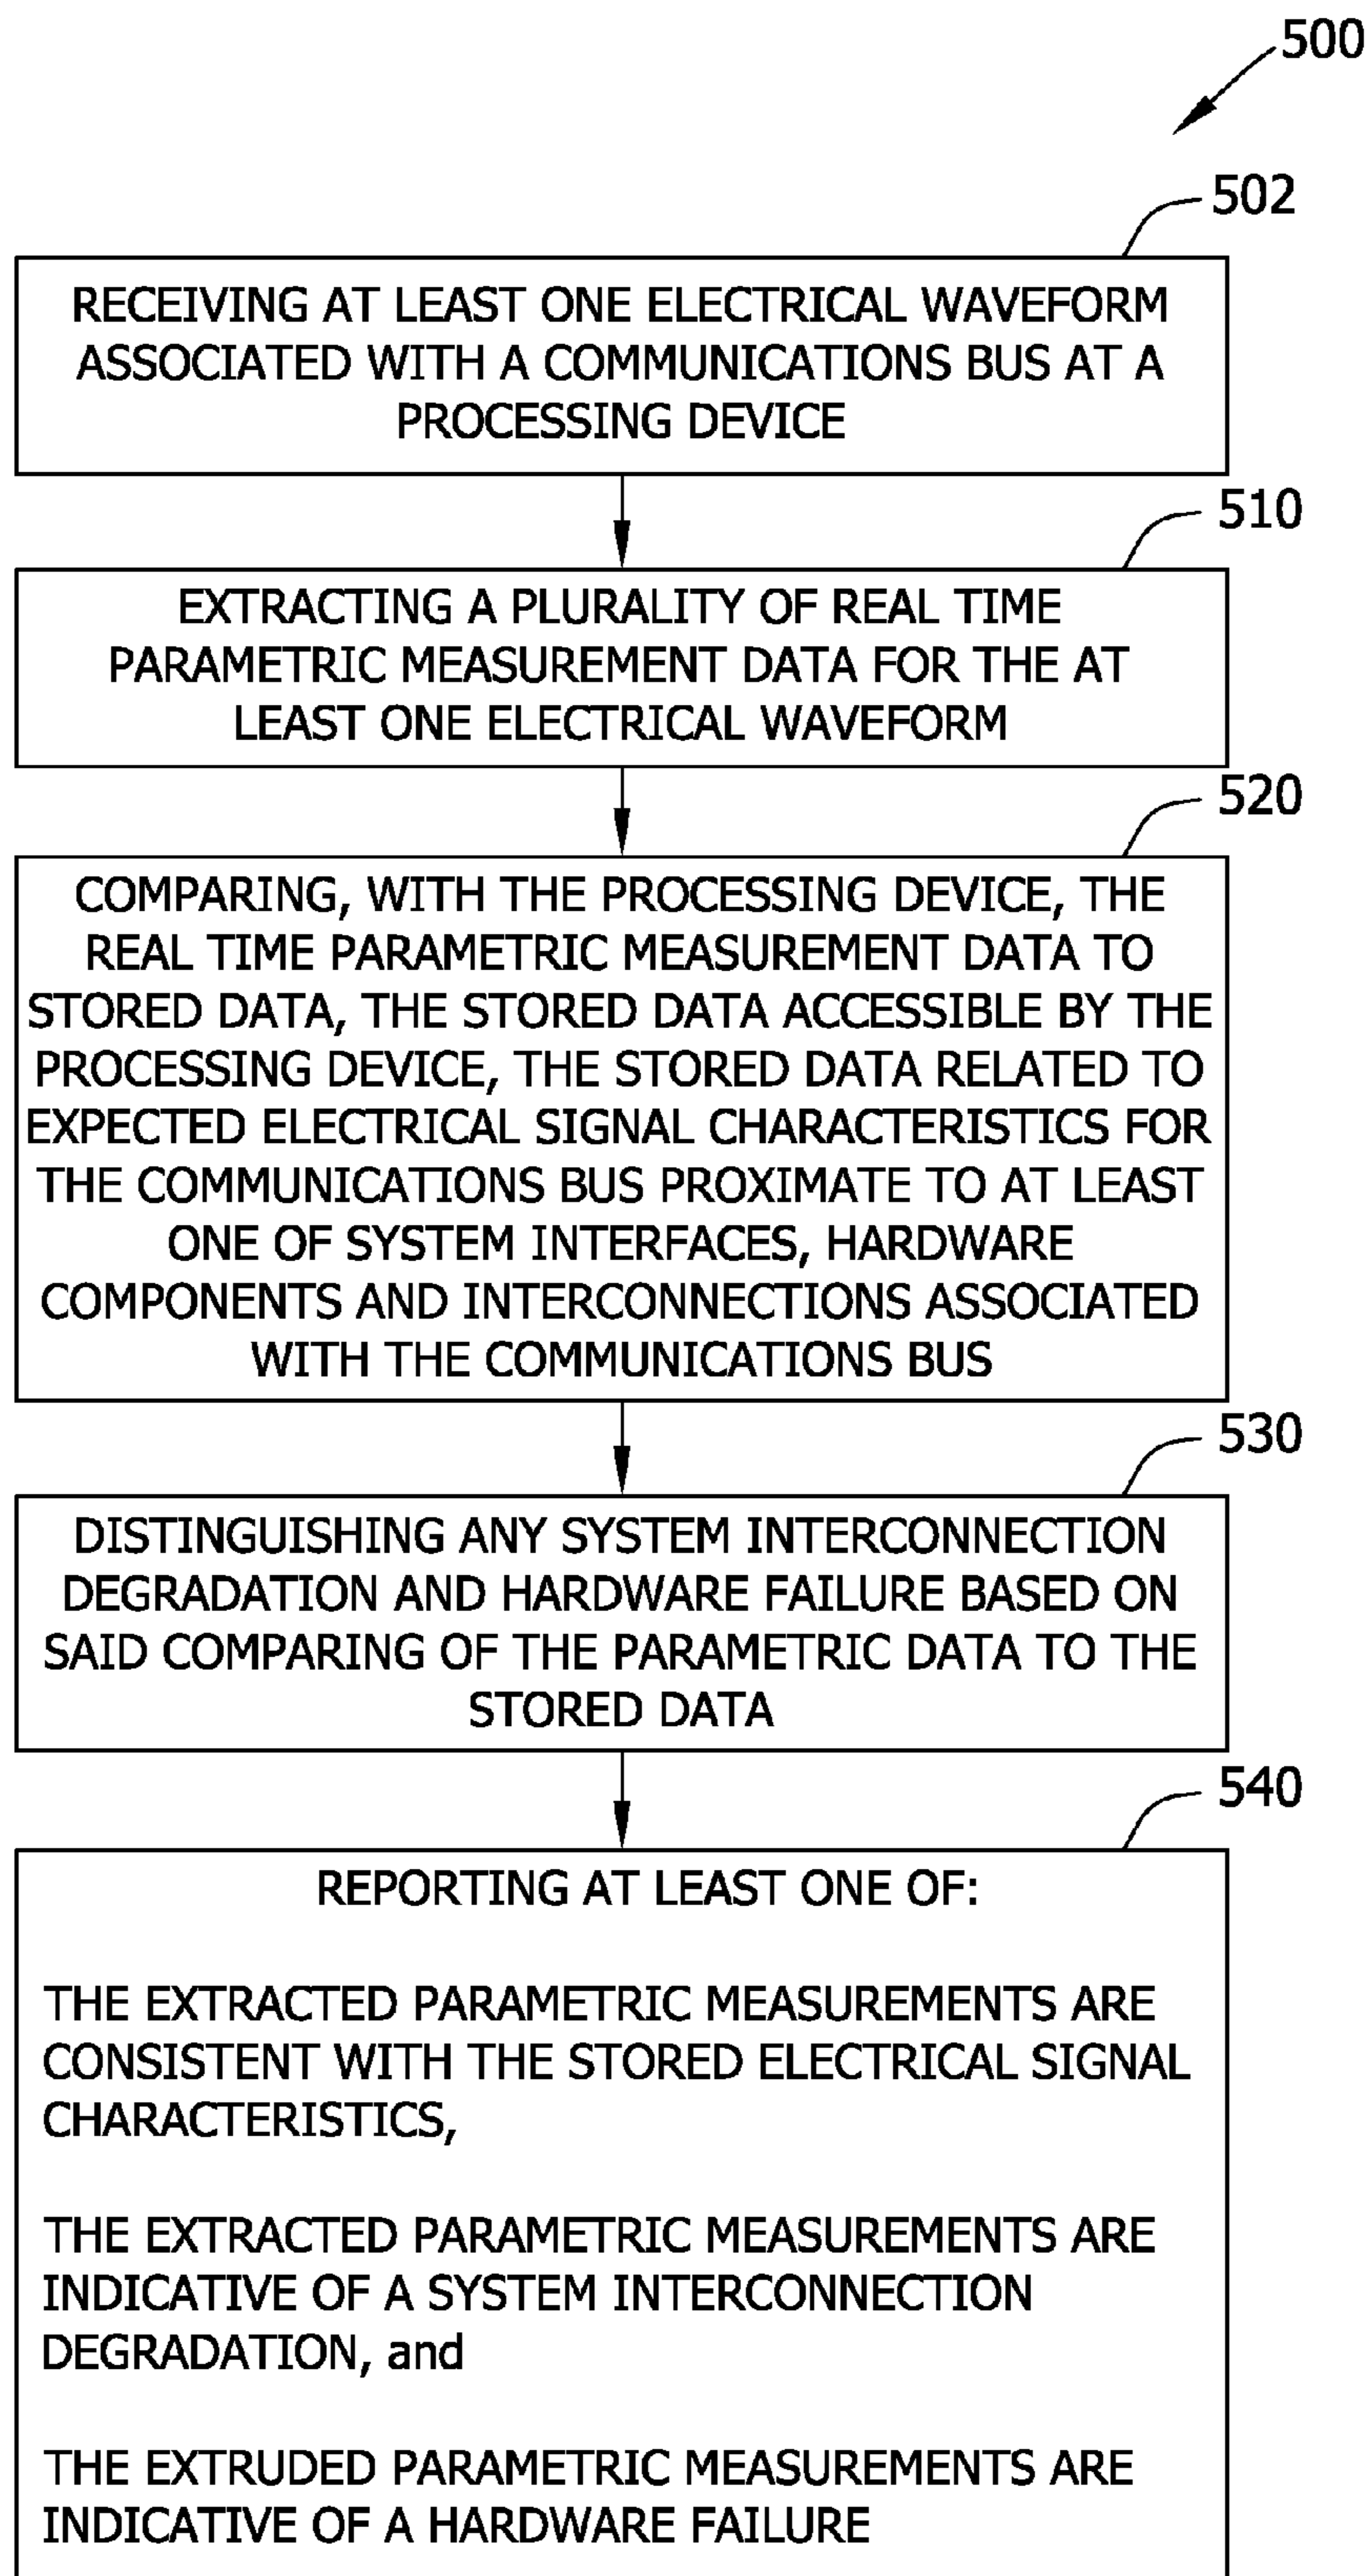 500
502
RECEIVING AT LEAST ONE ELECTRICAL WAVEFORM
ASSOCIATED WITH A COMMUNICATIONS BUS AT A
PROCESSING DEVICE
510
EXTRACTING A PLURALITY OF REAL TIME
PARAMETRIC MEASUREMENT DATA FOR THE AT
LEAST ONE ELECTRICAL WAVEFORM
520
COMPARING, WITH THE PROCESSING DEVICE, THE
REAL TIME PARAMETRIC MEASUREMENT DATA TO
STORED DATA, THE STORED DATA ACCESSIBLE BY THE
PROCESSING DEVICE, THE STORED DATA RELATED TO
EXPECTED ELECTRICAL SIGNAL CHARACTERISTICS FOR
THE COMMUNICATIONS BUS PROXIMATE TO AT LEAST
ONE OF SYSTEM INTERFACES, HARDWARE
COMPONENTS AND INTERCONNECTIONS ASSOCIATED
WITH THE COMMUNICATIONS BUS
530
DISTINGUISHING ANY SYSTEM INTERCONNECTION
DEGRADATION AND HARDWARE FAILURE BASED ON
SAID COMPARING OF THE PARAMETRIC DATA TO THE
STORED DATA
540
REPORTING AT LEAST ONE OF:
THE EXTRACTED PARAMETRIC MEASUREMENTS ARE
CONSISTENT WITH THE STORED ELECTRICAL SIGNAL
CHARACTERISTICS,
THE EXTRACTED PARAMETRIC MEASUREMENTS ARE
INDICATIVE OF A SYSTEM INTERCONNECTION
DEGRADATION, and
THE EXTRUDED PARAMETRIC MEASUREMENTS ARE
INDICATIVE OF A HARDWARE FAILURE